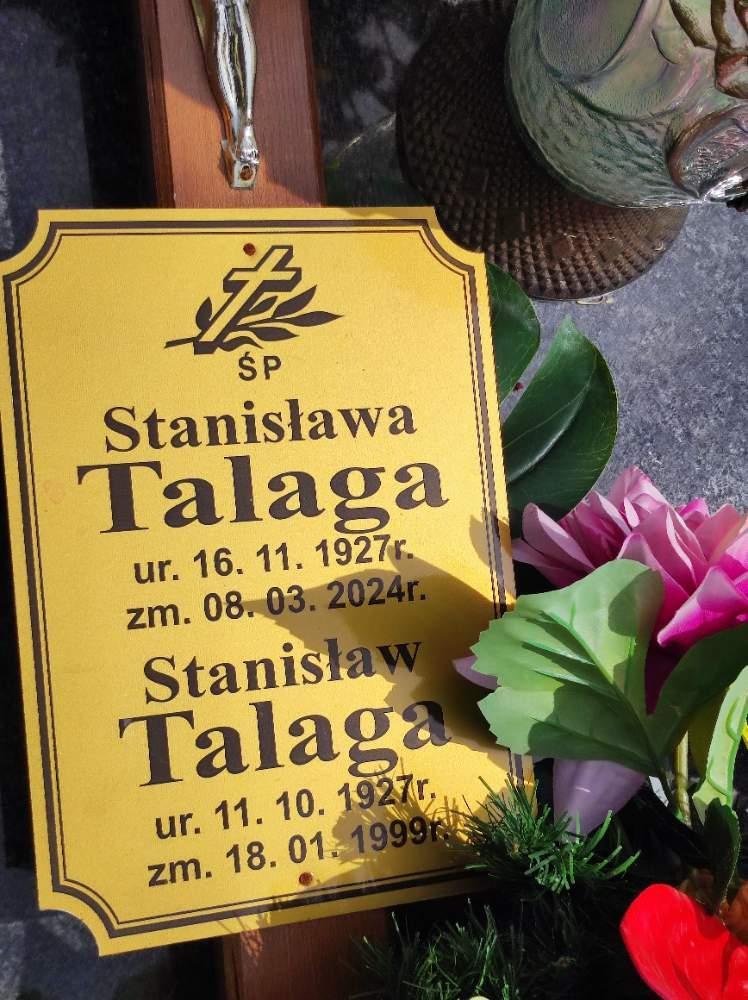 ŚP
Stanisława
Talaga
ur. 16. 11. 1927r.
zm. 08. 03. 2024r.
Stanisław
Talaga
ur. 11. 10. 1927r.
zm. 18. 01. 1999r.